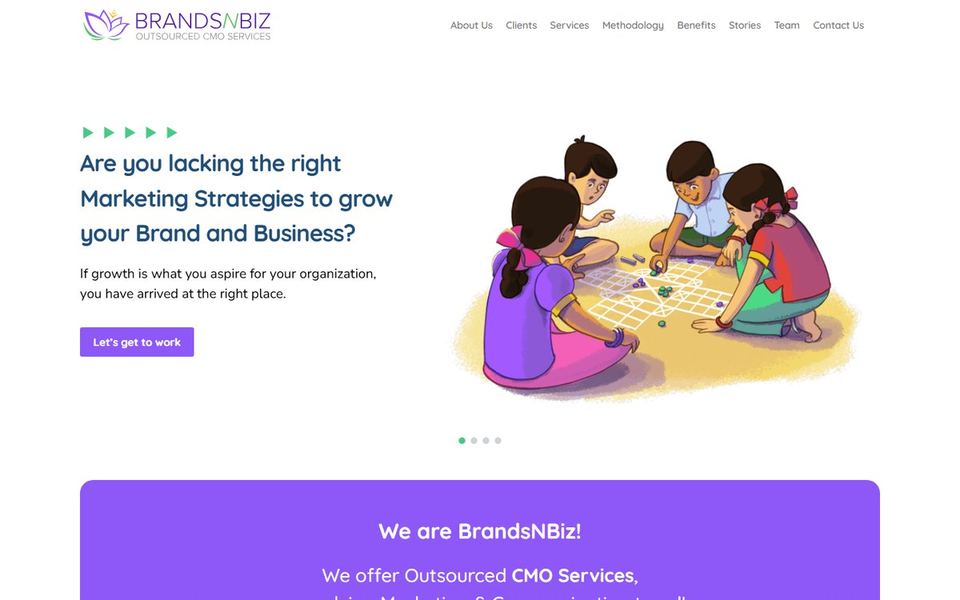 BRANDSNBIZ
OUTSOURCED CMO SERVICES
About Us Clients Services Methodology Benefits Stories Team Contact Us
Are you lacking the right
Marketing Strategies to grow
your Brand and Business?
If growth is what you aspire for your organization,
you have arrived at the right place.
Let's get to work
We are BrandsNBiz!
We offer Outsourced CMO Services,